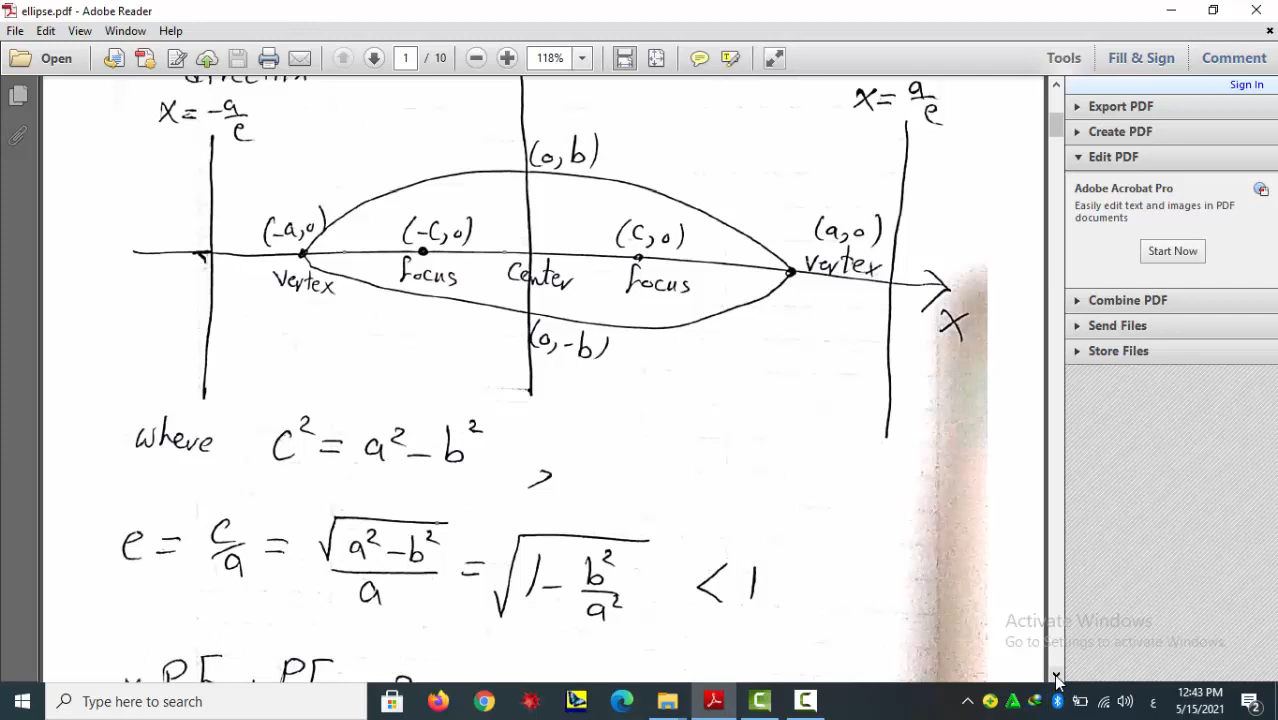 ellipse.pdf - Adobe Reader
File Edit View Window Help
Open 1 / 10 118% Tools Fill & Sign Comment
Sign In
Export PDF
Create PDF
Edit PDF
Adobe Acrobat Pro
Easily edit text and images in PDF
documents
Start Now
Combine PDF
Send Files
Store Files
x = -a/e
x = a/e
(0, b)
(-a, 0) (-c, 0) (c, 0) (a, 0)
vertex focus center focus vertex
x
(0, -b)
where c² = a² - b² ,
e = c/a = √(a² - b²)/a = √(1 - b²/a²) < 1
Activate Windows
Go to Settings to activate Windows.
Type here to search
ع
12:43 PM
5/15/2021
2